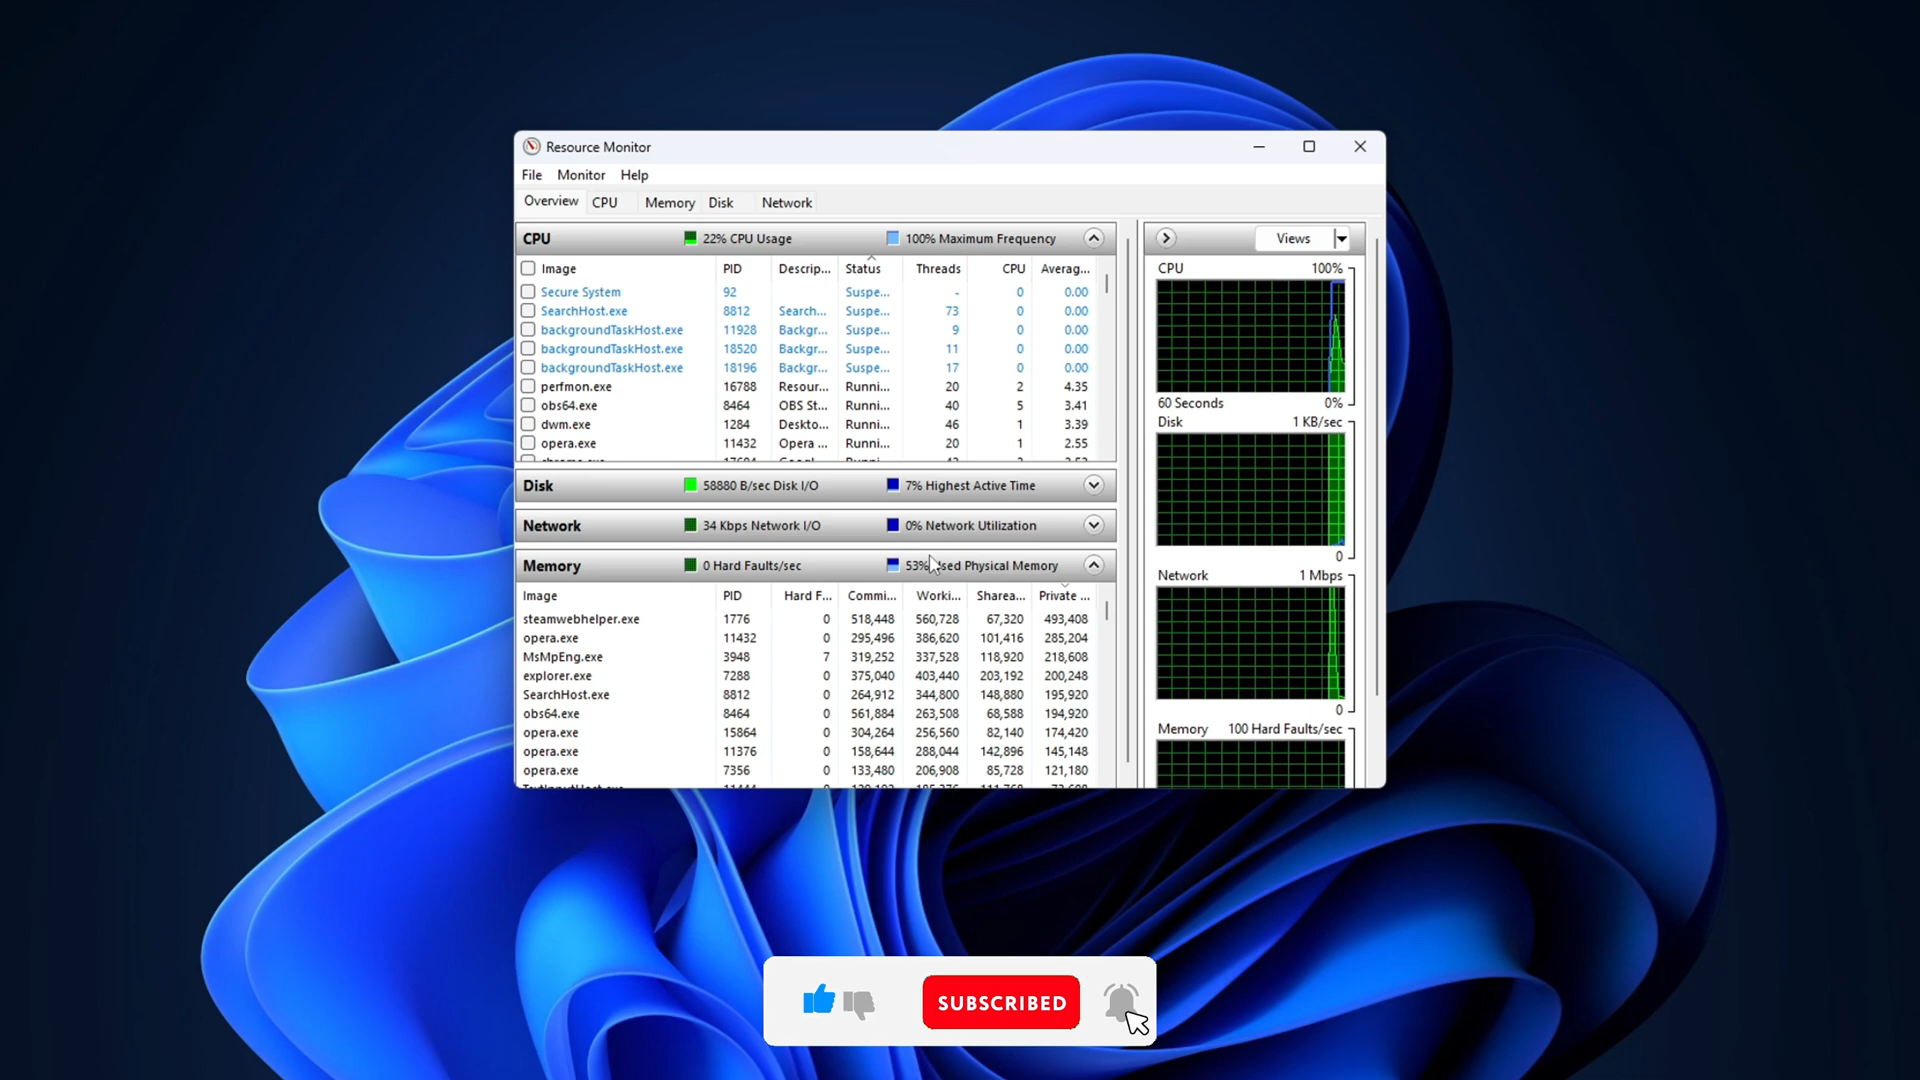 Resource Monitor
File Monitor Help
Overview CPU Memory Disk Network
CPU 22% CPU Usage 100% Maximum Frequency
Image PID Descrip... Status Threads CPU Averag...
Secure System 92 Suspe... - 0 0.00
SearchHost.exe 8812 Search... Suspe... 73 0 0.00
backgroundTaskHost.exe 11928 Backgr... Suspe... 9 0 0.00
backgroundTaskHost.exe 18520 Backgr... Suspe... 11 0 0.00
backgroundTaskHost.exe 18196 Backgr... Suspe... 17 0 0.00
perfmon.exe 16788 Resour... Runni... 20 2 4.35
obs64.exe 8464 OBS St... Runni... 40 5 3.41
dwm.exe 1284 Deskto... Runni... 46 1 3.39
opera.exe 11432 Opera ... Runni... 20 1 2.55
Disk 58880 B/sec Disk I/O 7% Highest Active Time
Network 34 Kbps Network I/O 0% Network Utilization
Memory 0 Hard Faults/sec 53% Used Physical Memory
Image PID Hard F... Commi... Worki... Sharea... Private ...
steamwebhelper.exe 1776 0 518,448 560,728 67,320 493,408
opera.exe 11432 0 295,496 386,620 101,416 285,204
MsMpEng.exe 3948 7 319,252 337,528 118,920 218,608
explorer.exe 7288 0 375,040 403,440 203,192 200,248
SearchHost.exe 8812 0 264,912 344,800 148,880 195,920
obs64.exe 8464 0 561,884 263,508 68,588 194,920
opera.exe 15864 0 304,264 256,560 82,140 174,420
opera.exe 11376 0 158,644 288,044 142,896 145,148
opera.exe 7356 0 133,480 206,908 85,728 121,180
Views
CPU 100%
60 Seconds 0%
Disk 1 KB/sec
0
Network 1 Mbps
0
Memory 100 Hard Faults/sec
SUBSCRIBED